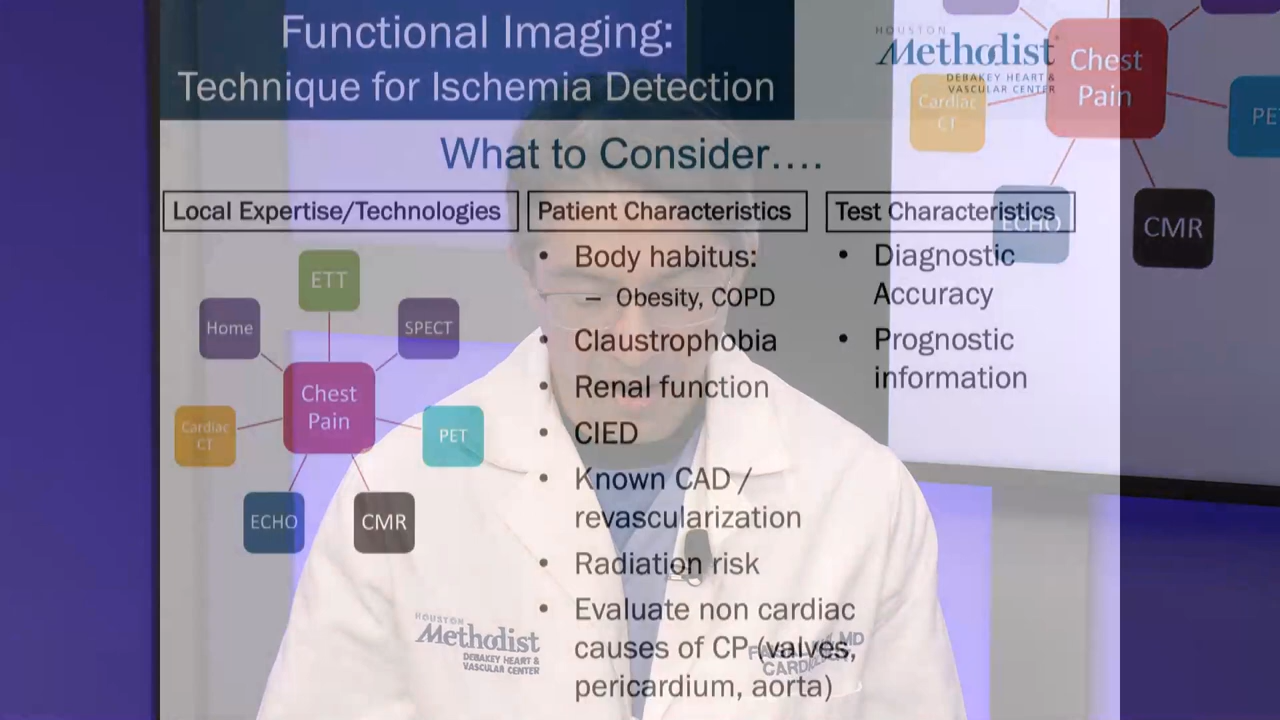 Functional Imaging:
Technique for Ischemia Detection
HOUSTON
Methodist
DEBAKEY HEART &
VASCULAR CENTER
What to Consider....
Local Expertise/Technologies
ETT
Home
SPECT
Chest
Pain
Cardiac
CT
PET
ECHO
CMR
Patient Characteristics
• Body habitus:
– Obesity, COPD
• Claustrophobia
• Renal function
• CIED
• Known CAD /
revascularization
• Radiation risk
• Evaluate non cardiac
causes of CP (valves,
pericardium, aorta)
Test Characteristics
• Diagnostic
Accuracy
• Prognostic
information
Chest
Pain
Cardiac
CT
PE
ECHO
CMR
HOUSTON
Methodist
DEBAKEY HEART &
VASCULAR CENTER
MD